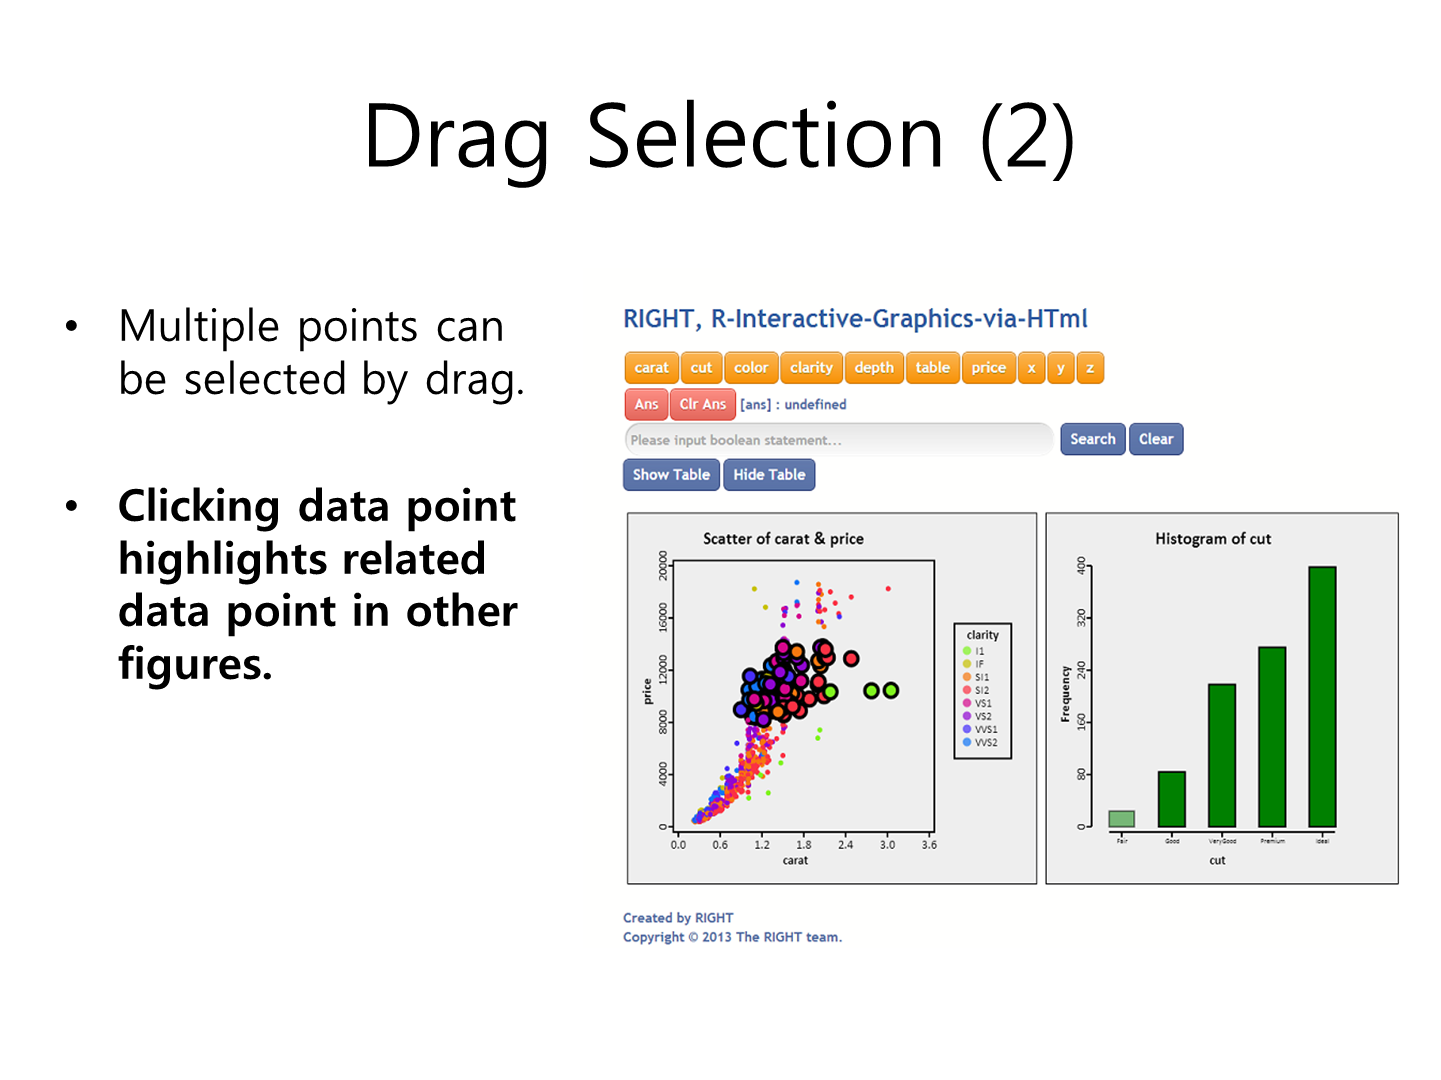 Drag Selection (2)
• Multiple points can
be selected by drag.
• Clicking data point
highlights related
data point in other
figures.
RIGHT, R-Interactive-Graphics-via-HTml
carat cut color clarity depth table price x y z
Ans Clr Ans [ans] : undefined
Please input boolean statement... Search Clear
Show Table Hide Table
Scatter of carat & price
price
20000
16000
12000
8000
4000
0
0.0 0.6 1.2 1.8 2.4 3.0 3.6
carat
clarity
I1
IF
SI1
SI2
VS1
VS2
VVS1
VVS2
Histogram of cut
Frequency
400
320
240
160
80
0
Fair Good VeryGood Premium Ideal
cut
Created by RIGHT
Copyright © 2013 The RIGHT team.